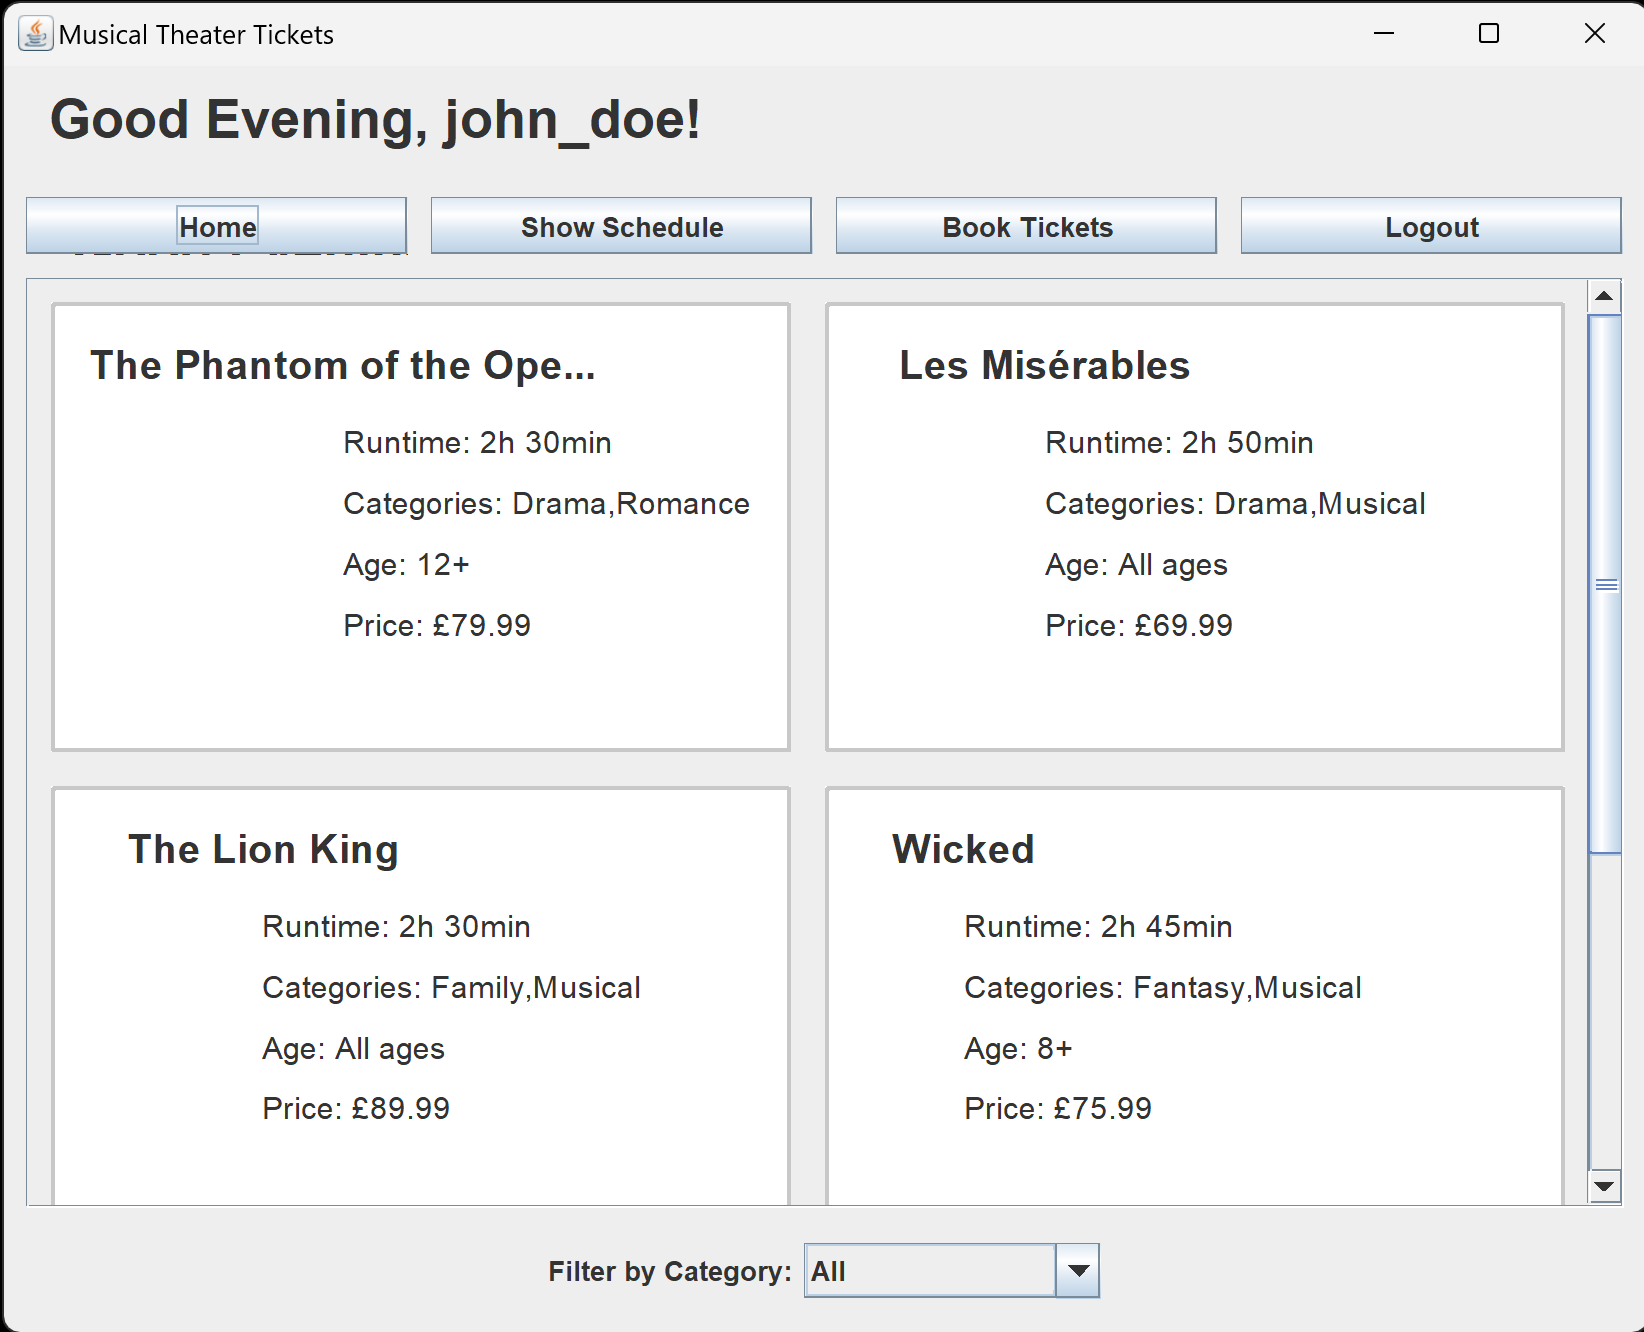 Musical Theater Tickets
Good Evening, john_doe!
Home
Show Schedule
Book Tickets
Logout
The Phantom of the Ope...
Runtime: 2h 30min
Categories: Drama,Romance
Age: 12+
Price: £79.99
Les Misérables
Runtime: 2h 50min
Categories: Drama,Musical
Age: All ages
Price: £69.99
The Lion King
Runtime: 2h 30min
Categories: Family,Musical
Age: All ages
Price: £89.99
Wicked
Runtime: 2h 45min
Categories: Fantasy,Musical
Age: 8+
Price: £75.99
Filter by Category: All